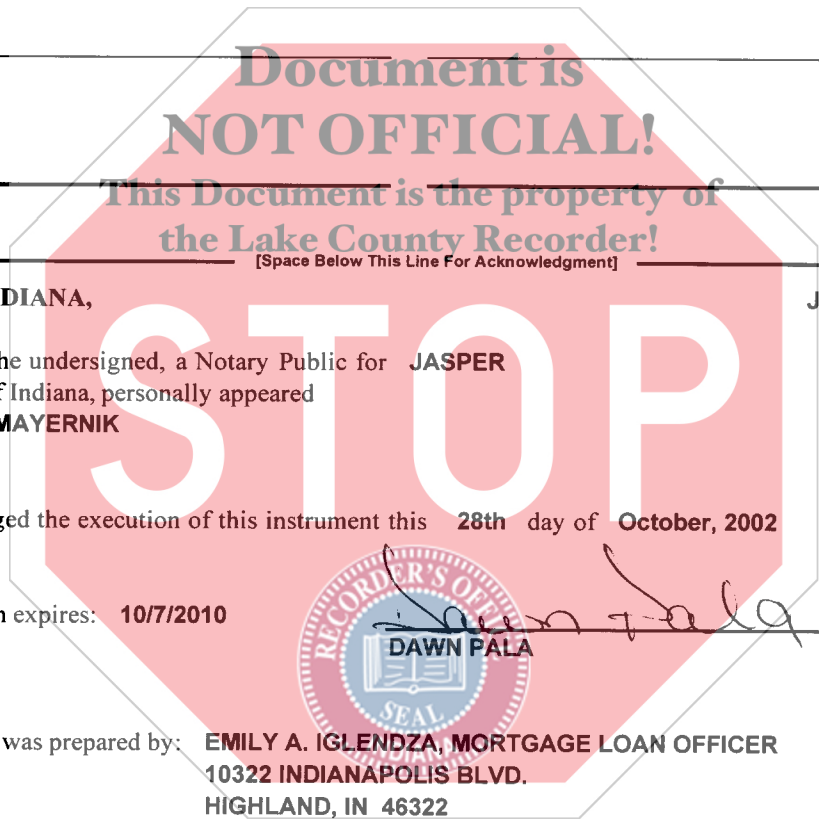 Document is
NOT OFFICIAL!
This Document is the property of
the Lake County Recorder!
[Space Below This Line For Acknowledgment]
DIANA, J
STOP
he undersigned, a Notary Public for JASPER
f Indiana, personally appeared
MAYERNIK
ged the execution of this instrument this 28th day of October, 2002
n expires: 10/7/2010
Dawn Pala
DAWN PALA
RECORDER'S OFFICE
SEAL
INDIANA
was prepared by: EMILY A. IGLENDZA, MORTGAGE LOAN OFFICER
10322 INDIANAPOLIS BLVD.
HIGHLAND, IN 46322